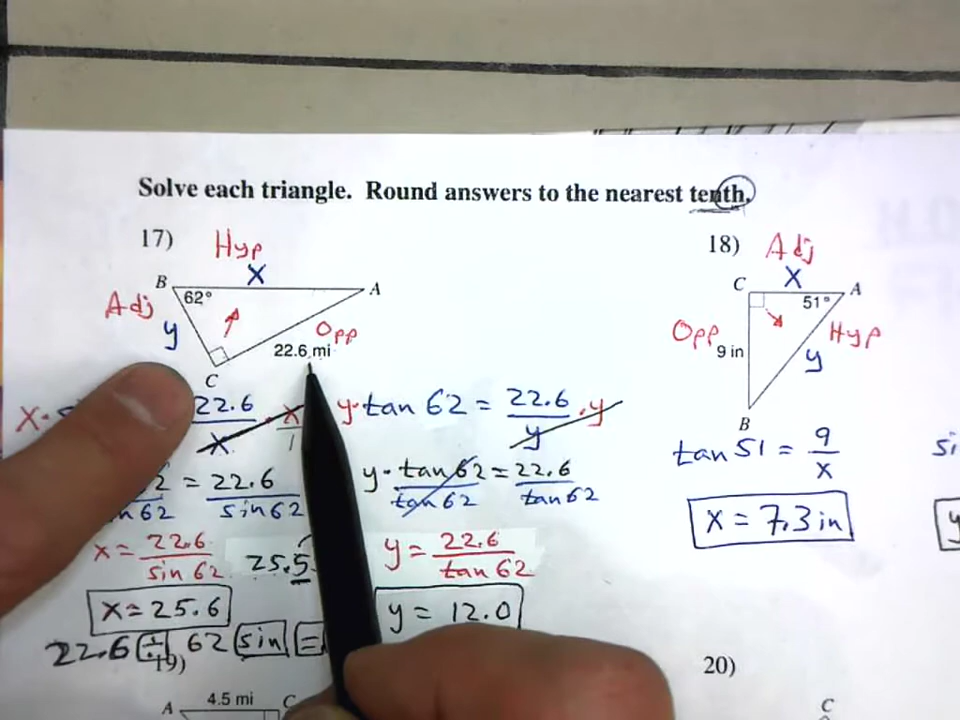 Solve each triangle. Round answers to the nearest tenth.
17) Hyp
18) Adj
B x A
C x A
62°
51°
Adj y Opp
Opp Hyp
22.6 mi
9 in y
C
B
22.6 / x · x / 1
y · tan 62 = 22.6 / y · y
tan 51 = 9 / x
= 22.6 / sin 62
y · tan 62 / tan 62 = 22.6 / tan 62
x = 7.3 in
x = 22.6 / sin 62
25.5
y = 22.6 / tan 62
x = 25.6
y = 12.0
22.6 ÷ 62 sin =
19)
20)
A 4.5 mi C
C